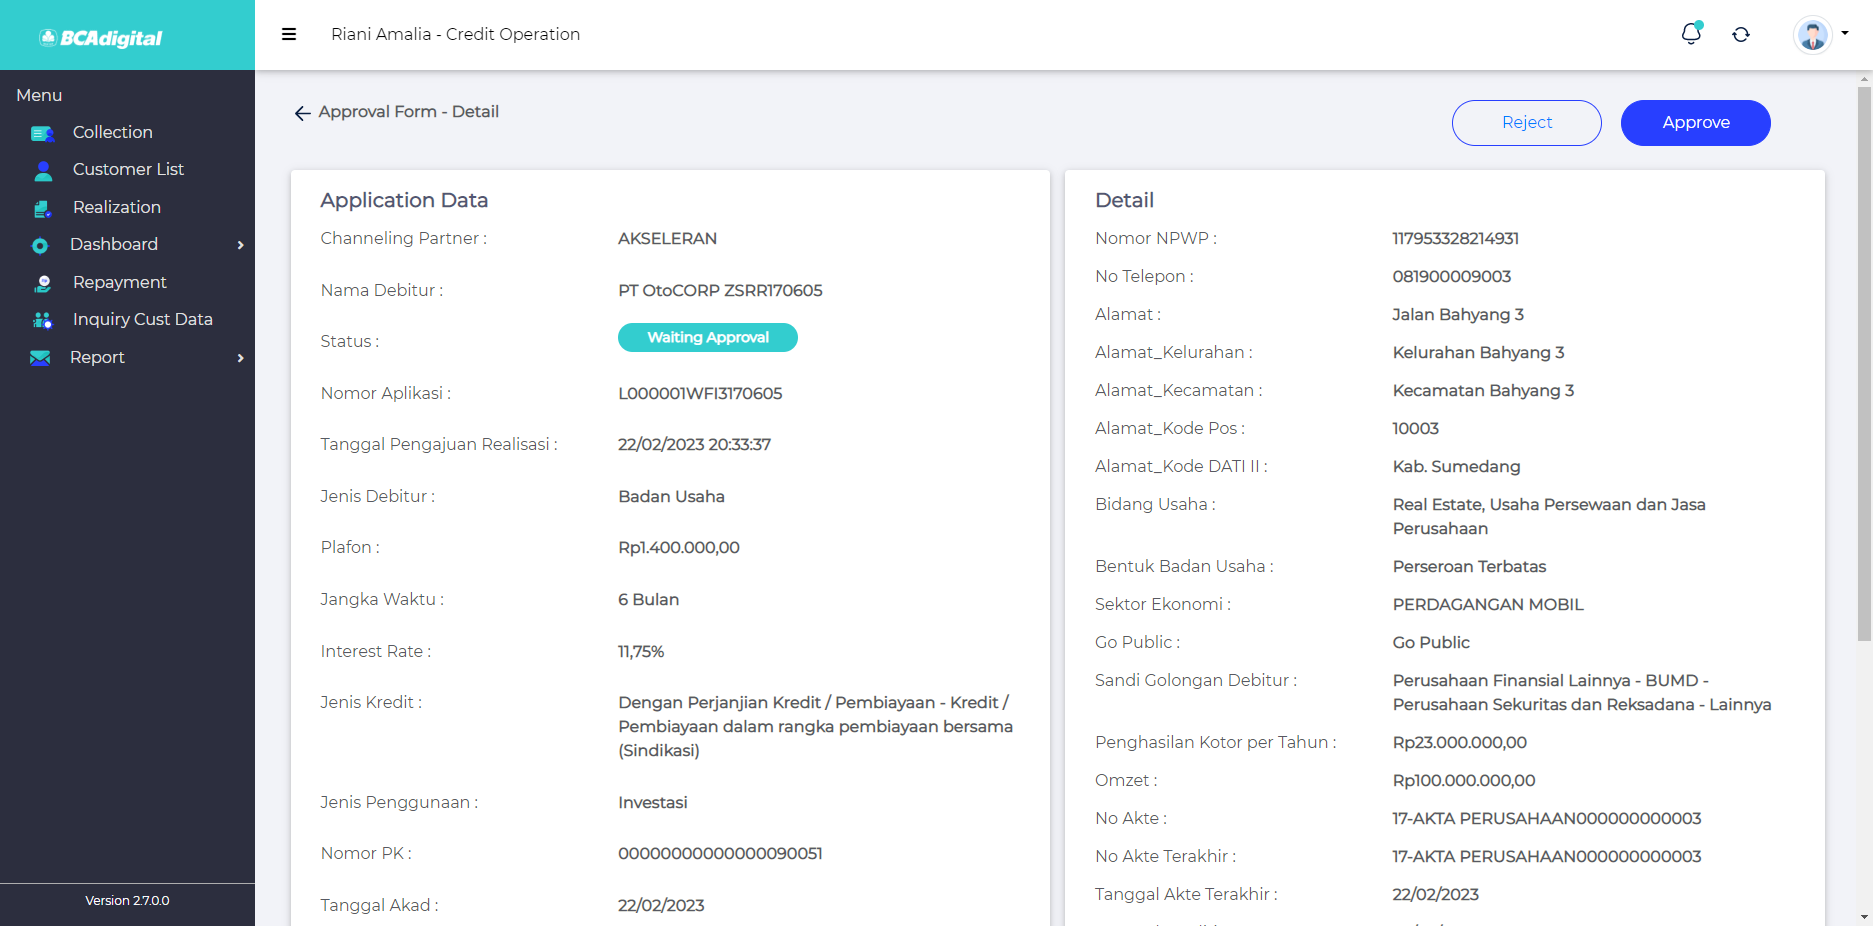 BCAdigital
Riani Amalia - Credit Operation
Menu
Collection
Customer List
Realization
Dashboard
Repayment
Inquiry Cust Data
Report
Version 2.7.0.0
Approval Form - Detail
Reject
Approve
Application Data
Channeling Partner : AKSELERAN
Nama Debitur : PT OtoCORP ZSRR170605
Status : Waiting Approval
Nomor Aplikasi : L000001WFI3170605
Tanggal Pengajuan Realisasi : 22/02/2023 20:33:37
Jenis Debitur : Badan Usaha
Plafon : Rp1.400.000,00
Jangka Waktu : 6 Bulan
Interest Rate : 11,75%
Jenis Kredit : Dengan Perjanjian Kredit / Pembiayaan - Kredit /
Pembiayaan dalam rangka pembiayaan bersama
(Sindikasi)
Jenis Penggunaan : Investasi
Nomor PK : 00000000000000090051
Tanggal Akad : 22/02/2023
Detail
Nomor NPWP : 117953328214931
No Telepon : 081900009003
Alamat : Jalan Bahyang 3
Alamat_Kelurahan : Kelurahan Bahyang 3
Alamat_Kecamatan : Kecamatan Bahyang 3
Alamat_Kode Pos : 10003
Alamat_Kode DATI II : Kab. Sumedang
Bidang Usaha : Real Estate, Usaha Persewaan dan Jasa
Perusahaan
Bentuk Badan Usaha : Perseroan Terbatas
Sektor Ekonomi : PERDAGANGAN MOBIL
Go Public : Go Public
Sandi Golongan Debitur : Perusahaan Finansial Lainnya - BUMD -
Perusahaan Sekuritas dan Reksadana - Lainnya
Penghasilan Kotor per Tahun : Rp23.000.000,00
Omzet : Rp100.000.000,00
No Akte : 17-AKTA PERUSAHAAN000000000003
No Akte Terakhir : 17-AKTA PERUSAHAAN000000000003
Tanggal Akte Terakhir : 22/02/2023